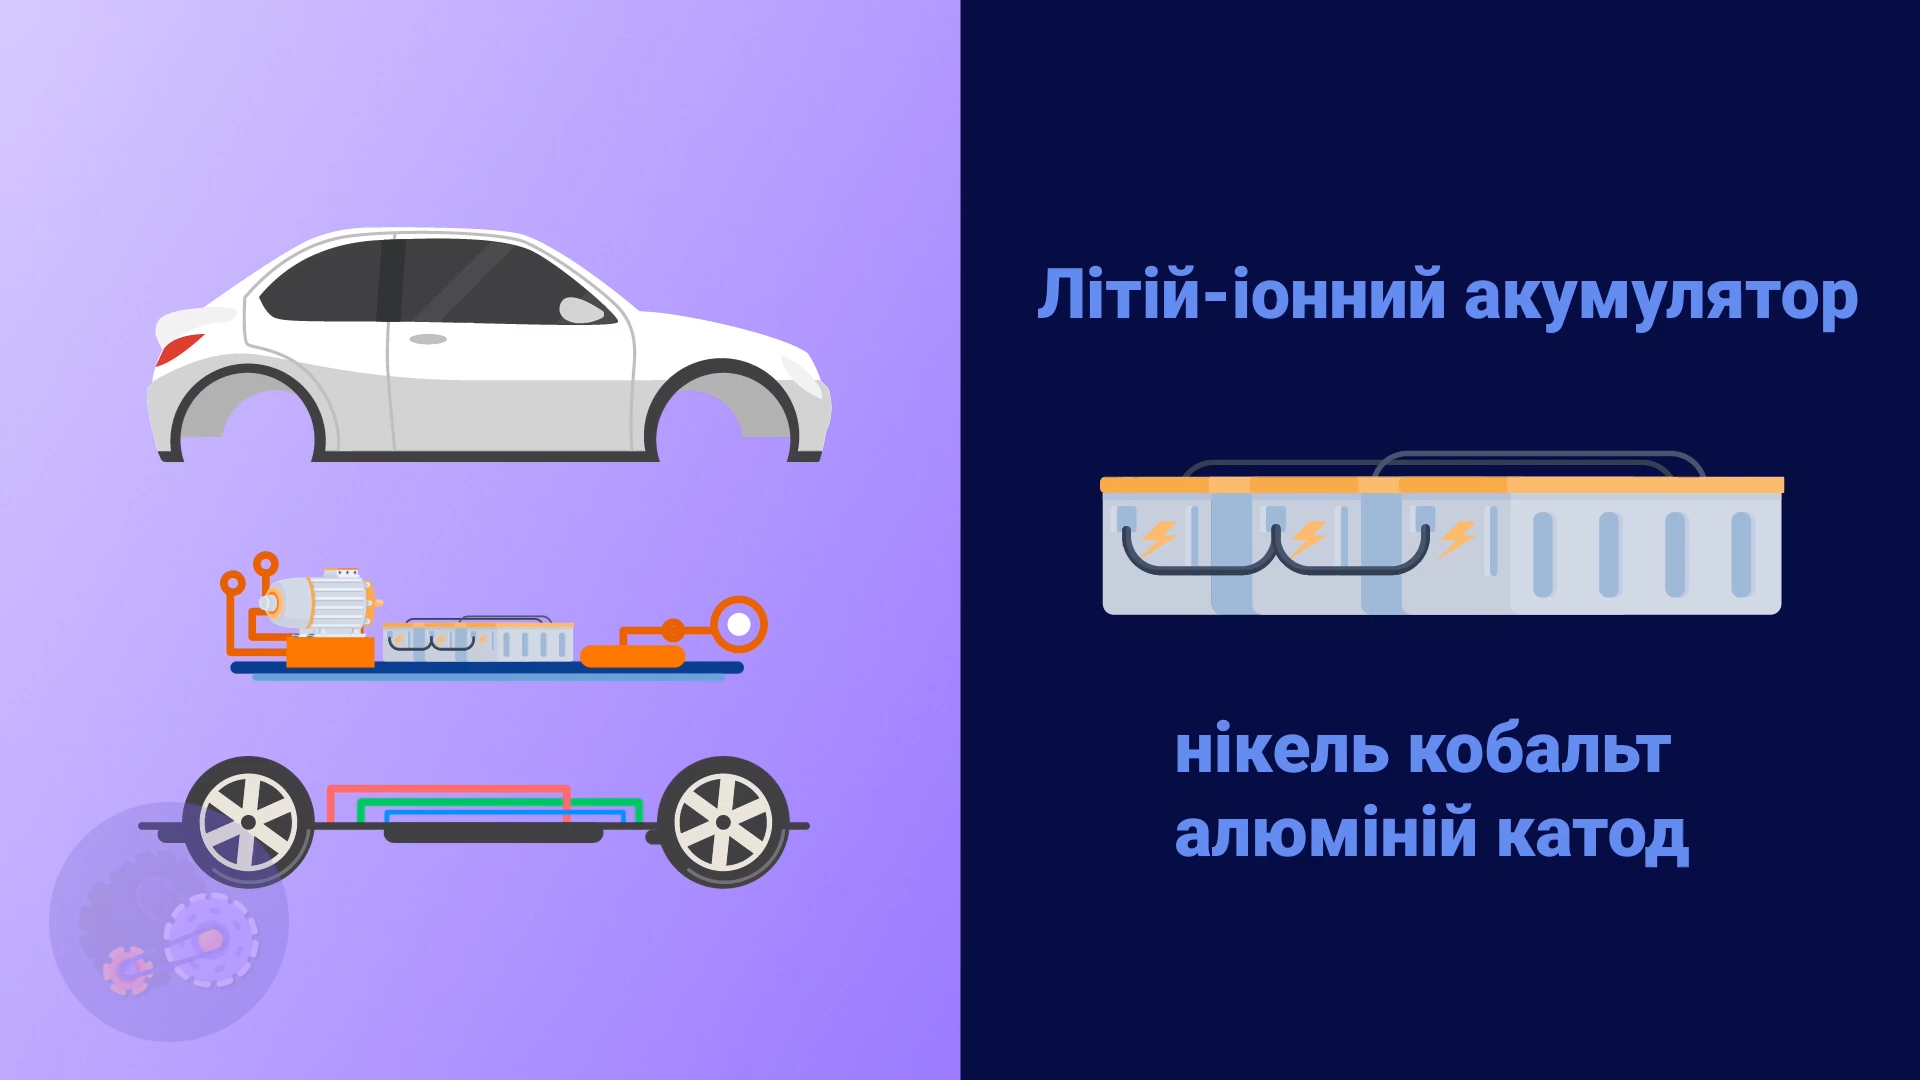 Літій-іонний акумулятор
нікель кобальт
алюміній катод